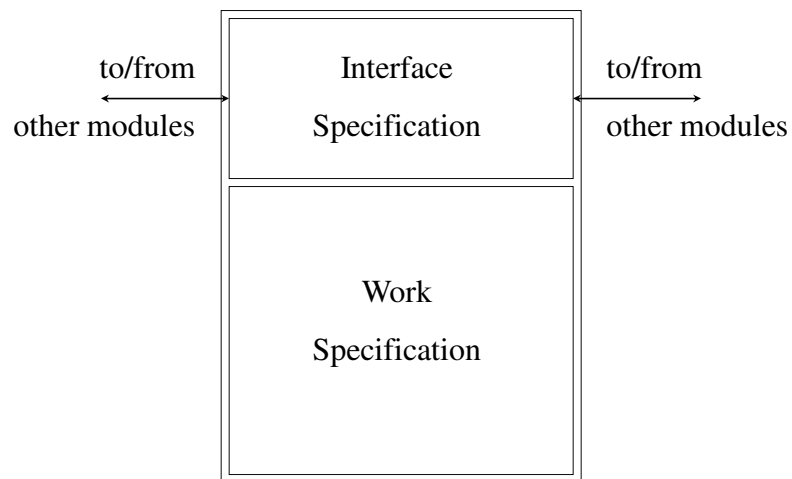 to/from
other modules
Interface
Specification
to/from
other modules
Work
Specification